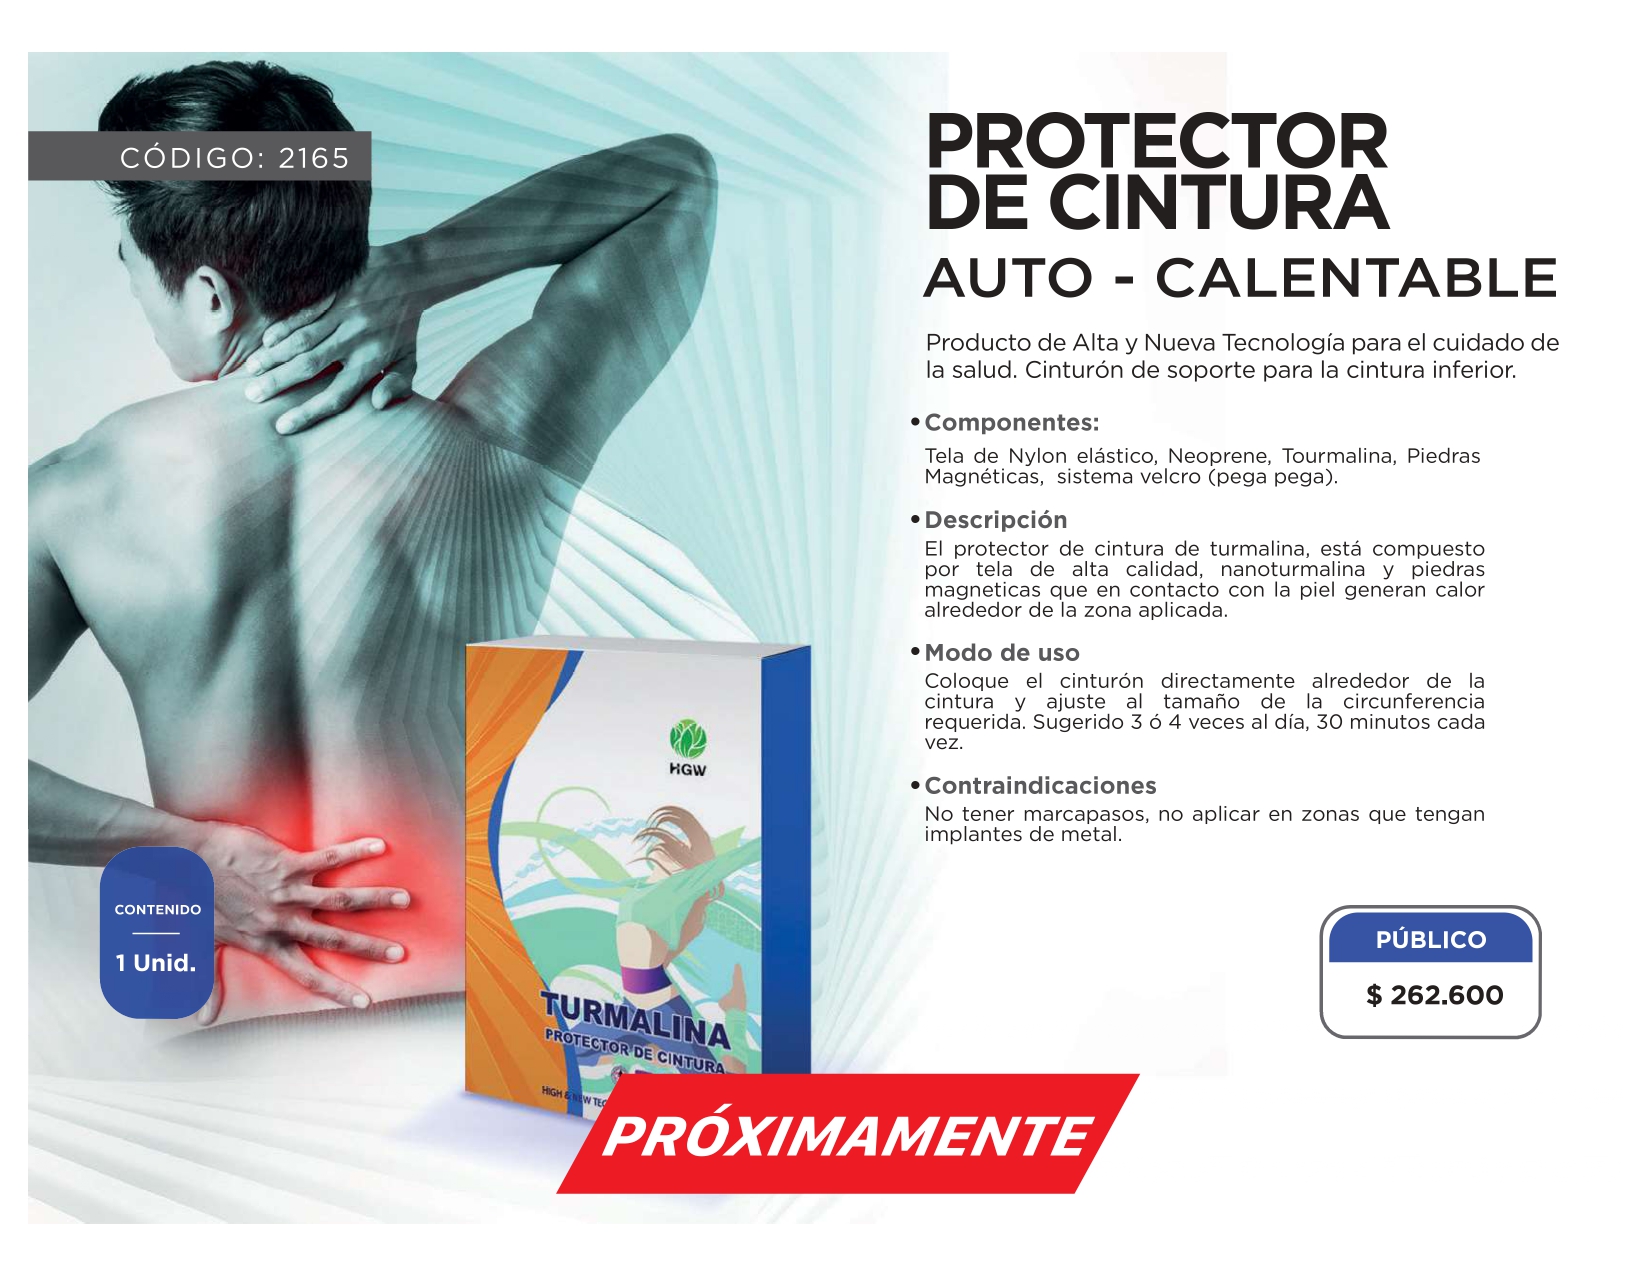 CÓDIGO: 2165
PROTECTOR
DE CINTURA
AUTO - CALENTABLE
Producto de Alta y Nueva Tecnología para el cuidado de
la salud. Cinturón de soporte para la cintura inferior.
• Componentes:
Tela de Nylon elástico, Neoprene, Tourmalina, Piedras
Magnéticas, sistema velcro (pega pega).
• Descripción
El protector de cintura de turmalina, está compuesto
por tela de alta calidad, nanoturmalina y piedras
magneticas que en contacto con la piel generan calor
alrededor de la zona aplicada.
• Modo de uso
Coloque el cinturón directamente alrededor de la
cintura y ajuste al tamaño de la circunferencia
requerida. Sugerido 3 ó 4 veces al día, 30 minutos cada
vez.
• Contraindicaciones
No tener marcapasos, no aplicar en zonas que tengan
implantes de metal.
HGW
TURMALINA
PROTECTOR DE CINTURA
HIGH & NEW
CONTENIDO
1 Unid.
PÚBLICO
$ 262.600
PRÓXIMAMENTE